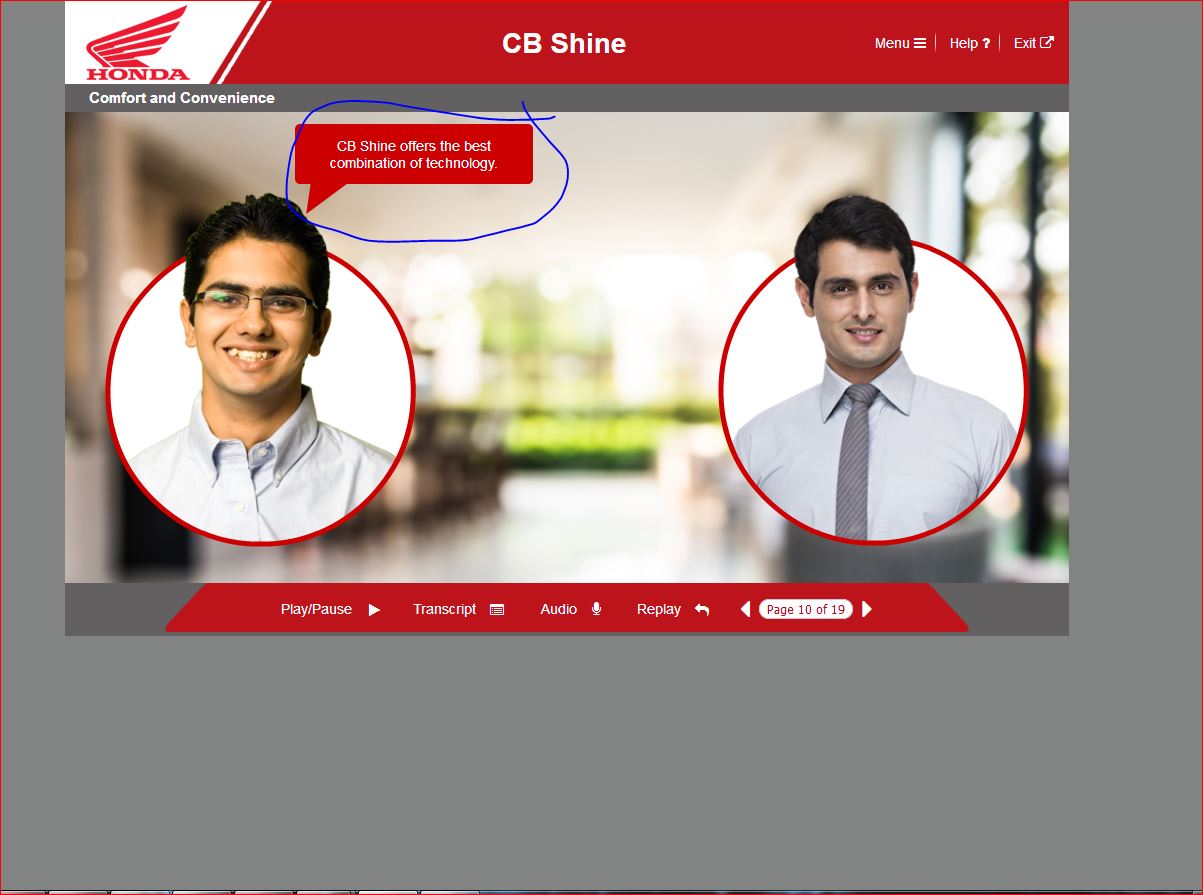 HONDA
CB Shine
Menu
Help ?
Exit
Comfort and Convenience
CB Shine offers the best
combination of technology.
Play/Pause
Transcript
Audio
Replay
Page 10 of 19